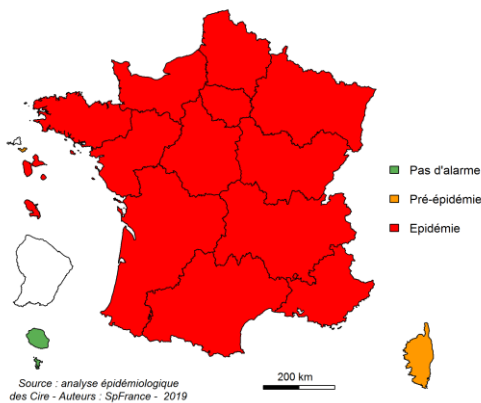 Pas d'alarme
Pré-épidémie
Epidémie
200 km
Source : analyse épidémiologique
des Cire - Auteurs : SpFrance - 2019